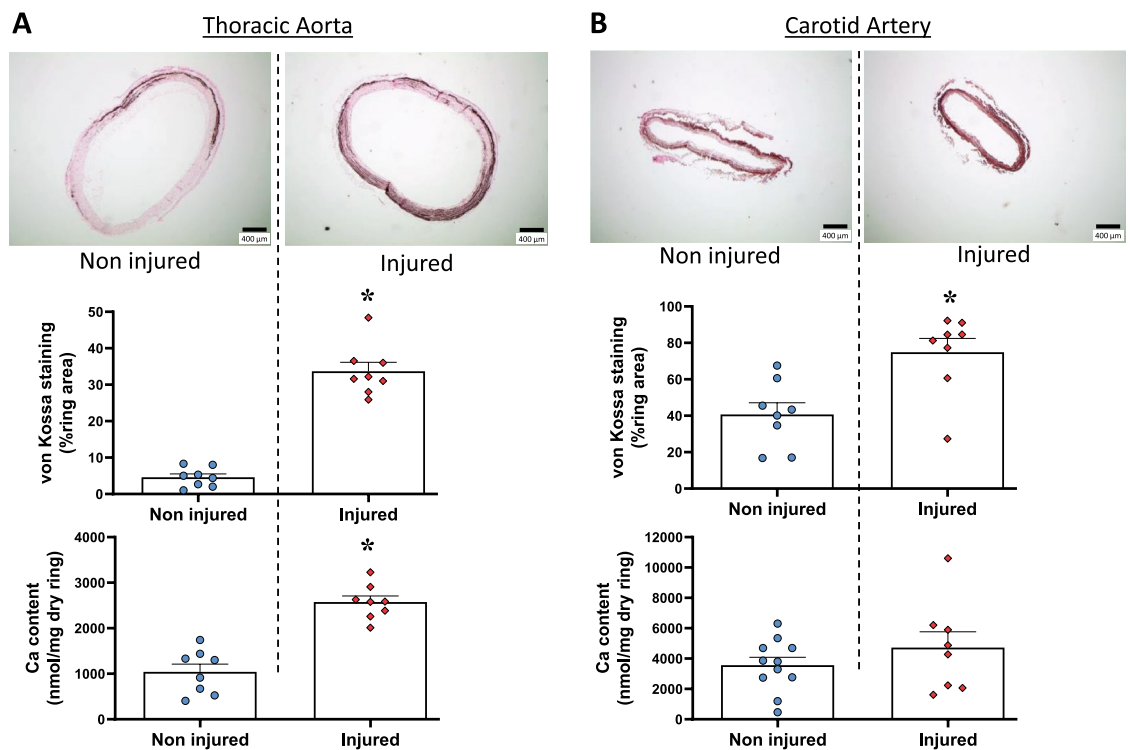 A
Thoracic Aorta
400 µm
400 µm
Non injured
Injured
von Kossa staining
(%ring area)
50
40
30
20
10
0
*
Non injured
Injured
Ca content
(nmol/mg dry ring)
4000
3000
2000
1000
0
*
Non injured
Injured
B
Carotid Artery
400 µm
400 µm
Non injured
Injured
von Kossa staining
(%ring area)
100
80
60
40
20
0
*
Non injured
Injured
Ca content
(nmol/mg dry ring)
12000
10000
8000
6000
4000
2000
0
Non injured
Injured